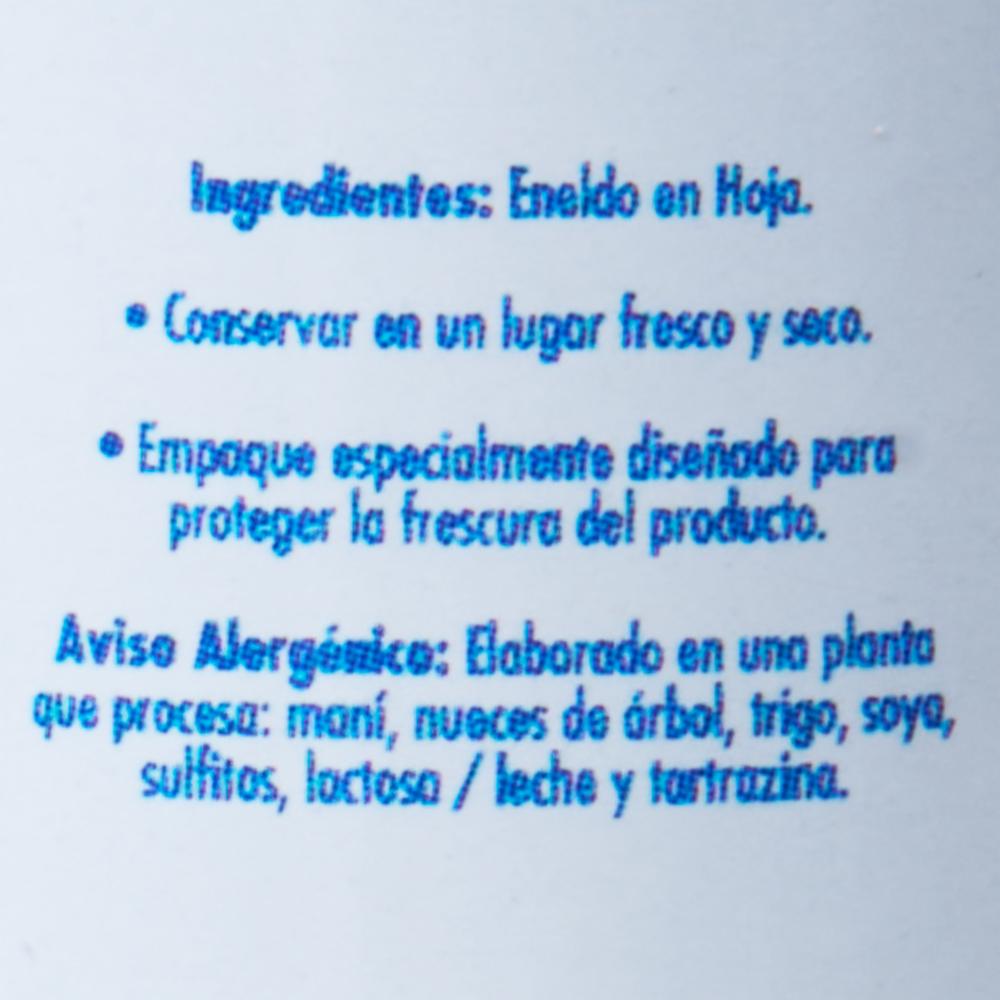 Ingredientes: Eneldo en Hoja.
• Conservar en un lugar fresco y seco.
• Empaque especialmente diseñado para
proteger la frescura del producto.
Aviso Alergénico: Elaborado en una planta
que procesa: maní, nueces de árbol, trigo, soya,
sulfitos, lactosa / leche y tartrazina.